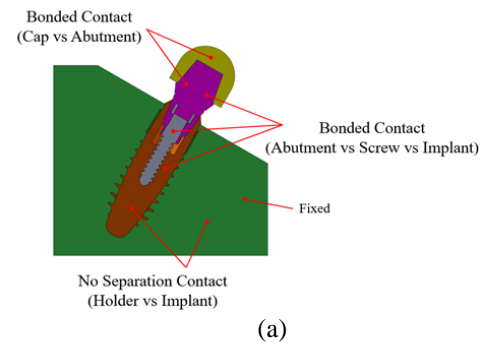 Bonded Contact
(Cap vs Abutment)
Bonded Contact
(Abutment vs Screw vs Implant)
Fixed
No Separation Contact
(Holder vs Implant)
(a)